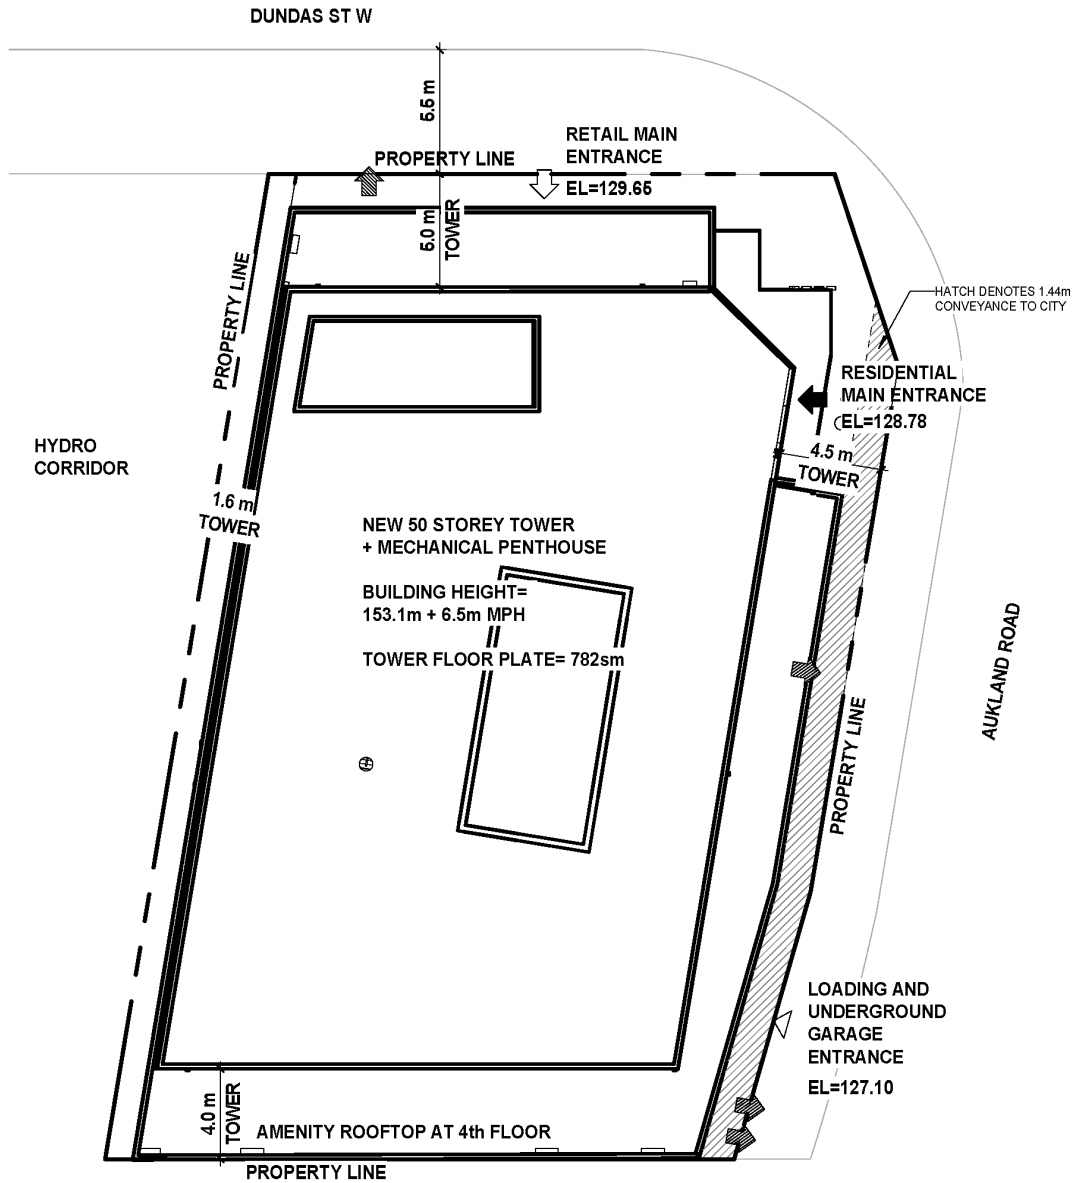 DUNDAS ST W
5.5 m
RETAIL MAIN
ENTRANCE
EL=129.65
PROPERTY LINE
5.0 m
TOWER
PROPERTY LINE
HATCH DENOTES 1.44m
CONVEYANCE TO CITY
RESIDENTIAL
MAIN ENTRANCE
EL=128.78
4.5 m
TOWER
HYDRO
CORRIDOR
1.6 m
TOWER
NEW 50 STOREY TOWER
+ MECHANICAL PENTHOUSE
BUILDING HEIGHT=
153.1m + 6.5m MPH
TOWER FLOOR PLATE= 782sm
AUKLAND ROAD
PROPERTY LINE
LOADING AND
UNDERGROUND
GARAGE
ENTRANCE
EL=127.10
4.0 m
TOWER
AMENITY ROOFTOP AT 4th FLOOR
PROPERTY LINE